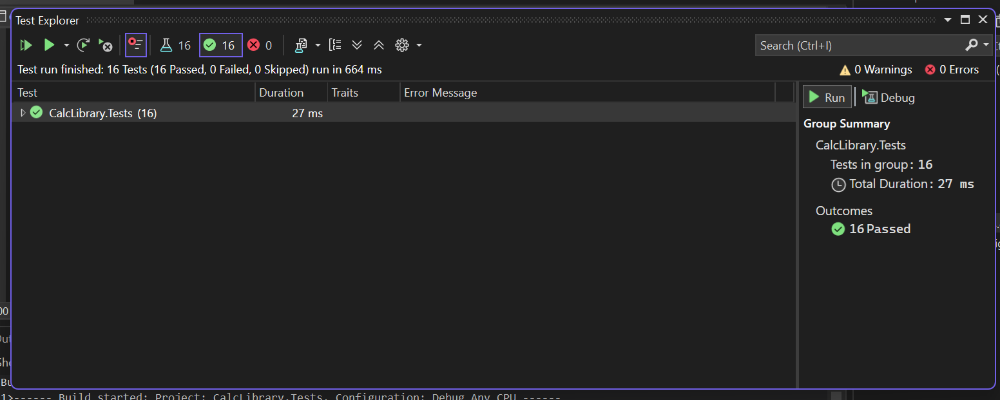 Test Explorer
16 16 0
Search (Ctrl+I)
Test run finished: 16 Tests (16 Passed, 0 Failed, 0 Skipped) run in 664 ms
0 Warnings 0 Errors
Test Duration Traits Error Message
CalcLibrary.Tests (16) 27 ms
Run Debug
Group Summary
CalcLibrary.Tests
Tests in group: 16
Total Duration: 27 ms
Outcomes
16 Passed
1>------ Build started: Project: CalcLibrary.Tests, Configuration: Debug Any CPU ------